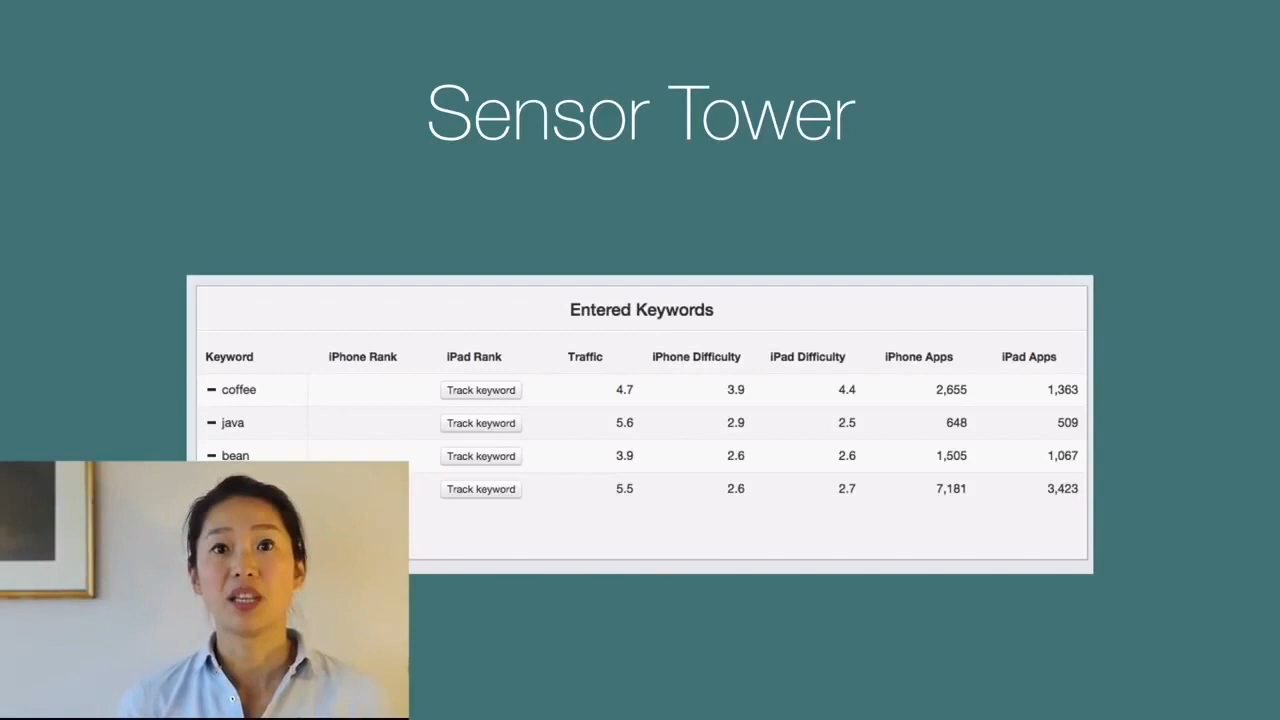 Sensor Tower
Entered Keywords
Keyword iPhone Rank iPad Rank Traffic iPhone Difficulty iPad Difficulty iPhone Apps iPad Apps
coffee Track keyword 4.7 3.9 4.4 2,655 1,363
java Track keyword 5.6 2.9 2.5 648 509
bean Track keyword 3.9 2.6 2.6 1,505 1,067
Track keyword 5.5 2.6 2.7 7,181 3,423